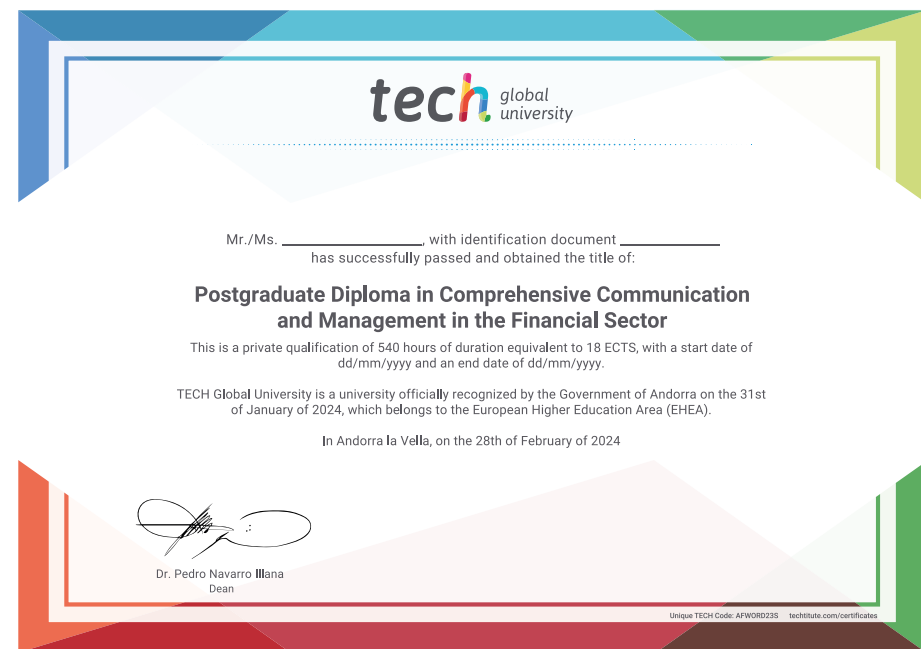 tech global university
Mr./Ms. ____________________, with identification document ______________
has successfully passed and obtained the title of:
Postgraduate Diploma in Comprehensive Communication
and Management in the Financial Sector
This is a private qualification of 540 hours of duration equivalent to 18 ECTS, with a start date of
dd/mm/yyyy and an end date of dd/mm/yyyy.
TECH Global University is a university officially recognized by the Government of Andorra on the 31st
of January of 2024, which belongs to the European Higher Education Area (EHEA).
In Andorra la Vella, on the 28th of February of 2024
Dr. Pedro Navarro Illana
Dean
Unique TECH Code: AFWORD23S techtitute.com/certificates